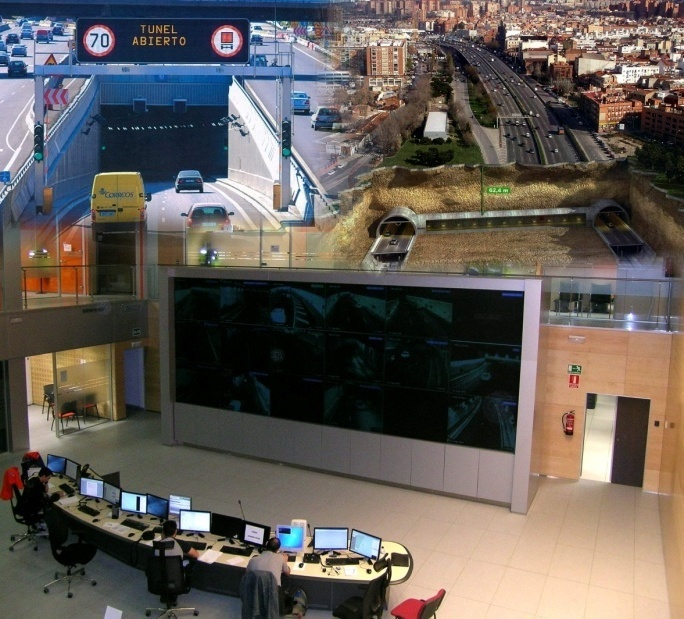 70
TUNEL
ABIERTO
CORREOS
62,4 m